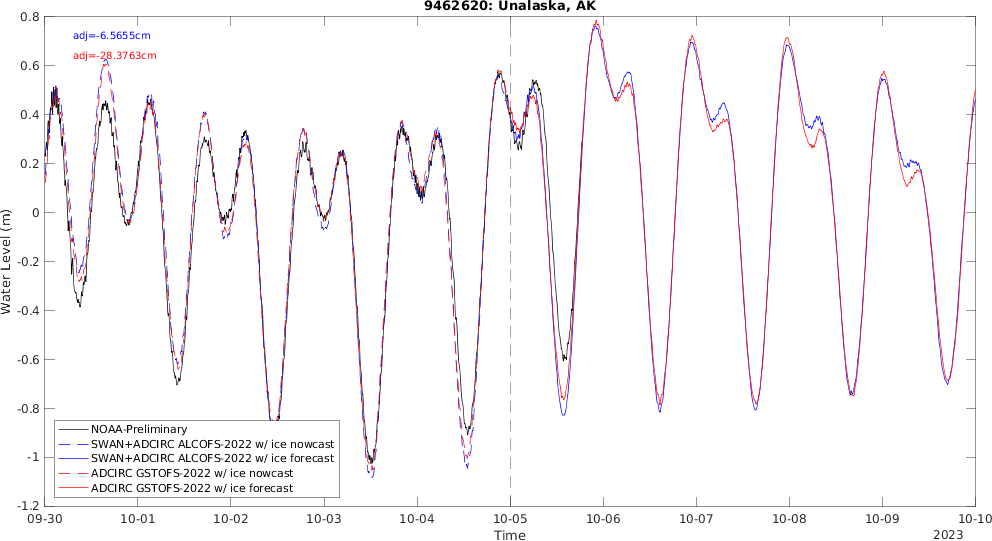 9462620: Unalaska, AK
adj=-6.5655cm
adj=-28.3763cm
0.8
0.6
0.4
0.2
0
-0.2
-0.4
-0.6
-0.8
-1
-1.2
Water Level (m)
NOAA-Preliminary
SWAN+ADCIRC ALCOFS-2022 w/ ice nowcast
SWAN+ADCIRC ALCOFS-2022 w/ ice forecast
ADCIRC GSTOFS-2022 w/ ice nowcast
ADCIRC GSTOFS-2022 w/ ice forecast
09-30 10-01 10-02 10-03 10-04 10-05 10-06 10-07 10-08 10-09 10-10
Time
2023